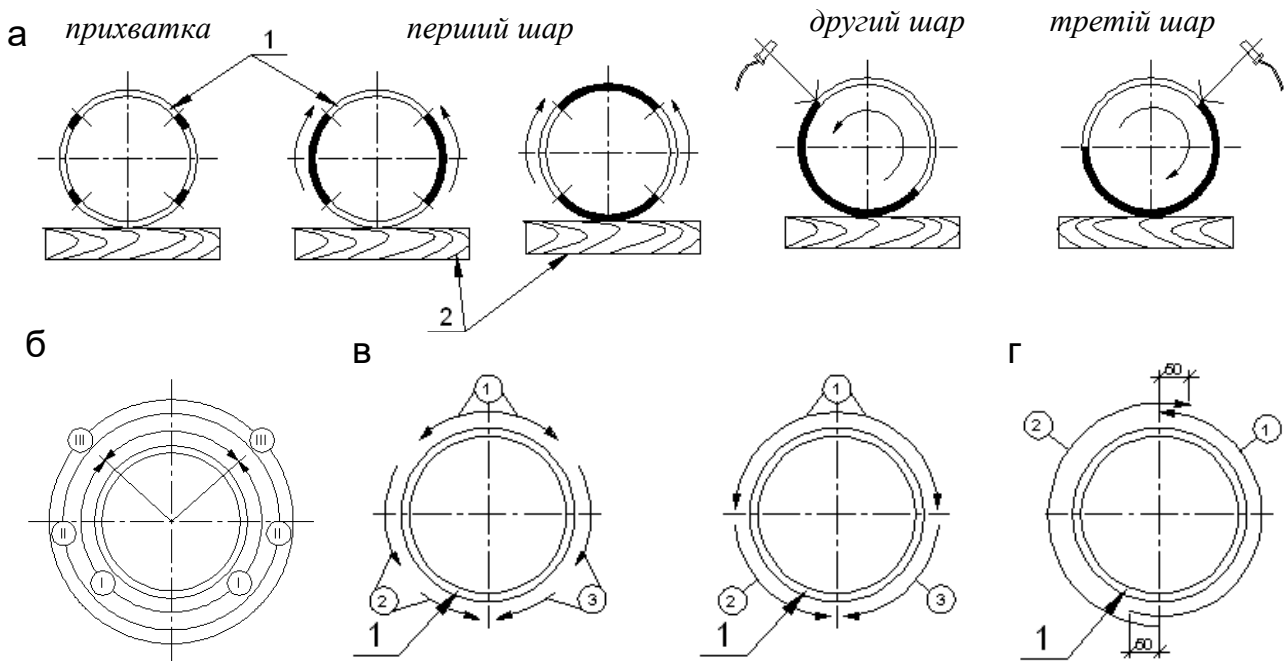 а прихватка 1 перший шар другий шар третій шар
2
б в г
50
III III 1 1 2 1
II II
I I 2 3 2 3
1 1 1
50